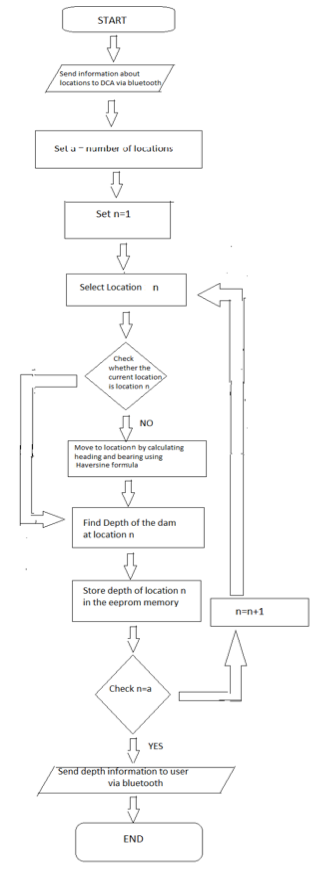 START
Send information about
locations to DCA via bluetooth
Set a = number of locations
Set n=1
Select Location n
Check
whether the
current location
is location n
NO
Move to location n by calculating
heading and bearing using
Haversine formula
Find Depth of the dam
at location n
Store depth of location n
in the eeprom memory
n=n+1
Check n=a
YES
Send depth information to user
via bluetooth
END